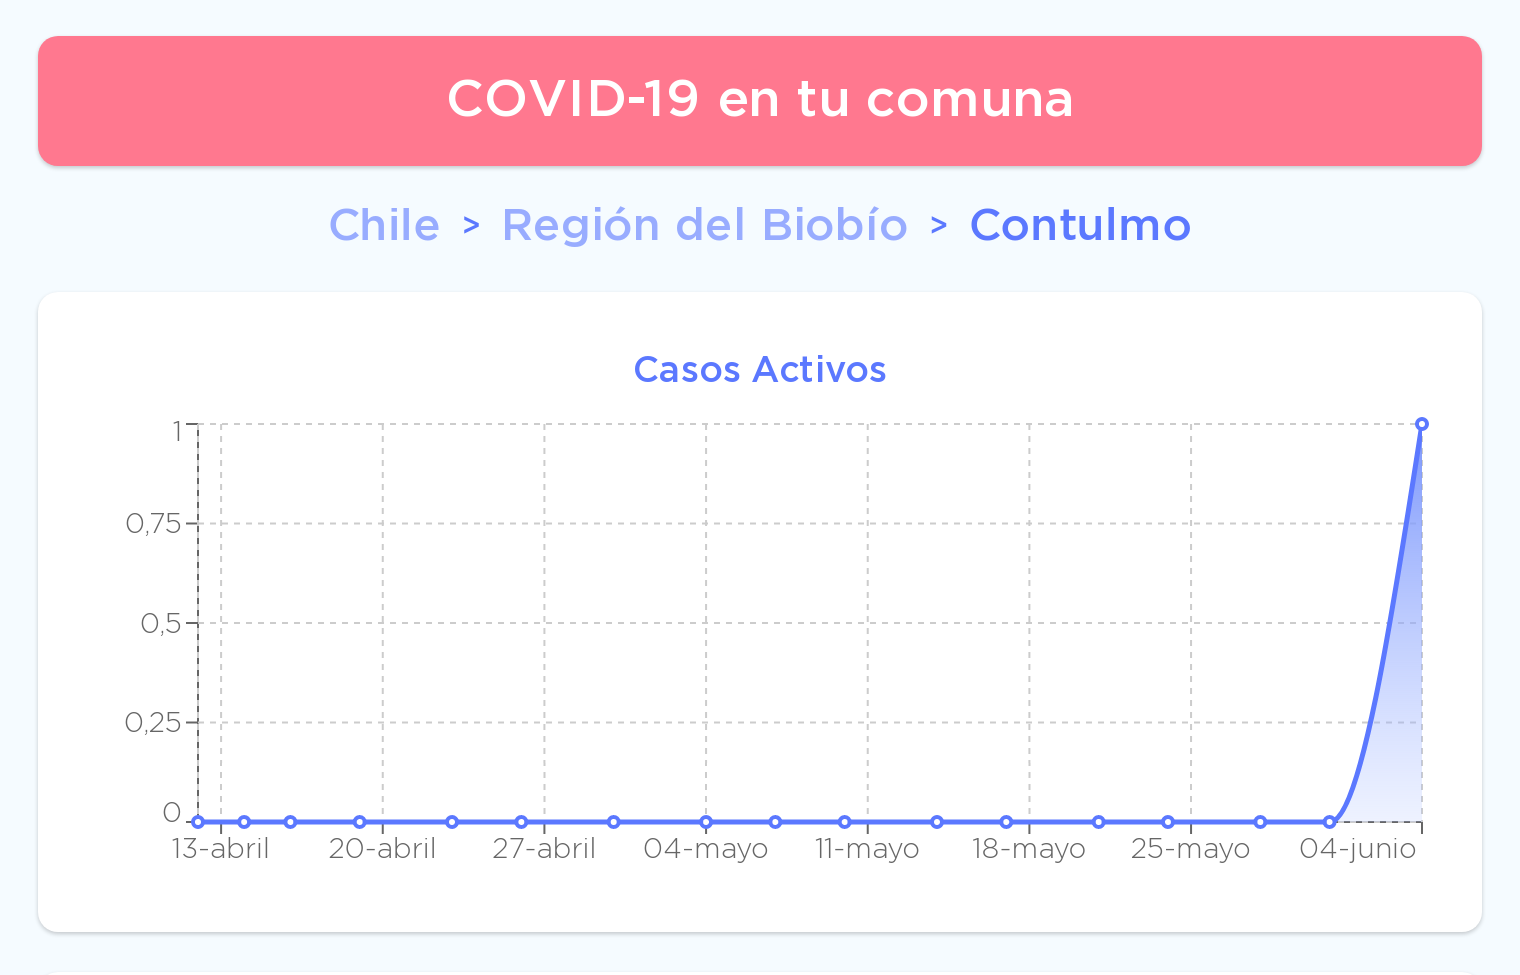 COVID-19 en tu comuna
Chile > Región del Biobío > Contulmo
Casos Activos
1
0,75
0,5
0,25
0
13-abril 20-abril 27-abril 04-mayo 11-mayo 18-mayo 25-mayo 04-junio